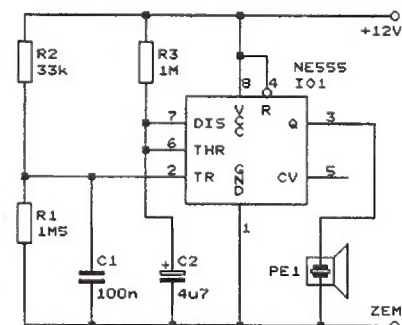 +12V
R2
33k
R3
1M
NE555
IO1
8
4
VCC
R
7
DIS
Q
3
6
THR
2
TR
GND
CV
5
R1
1M5
1
C1
100n
+
C2
4u7
PE1
ZEM